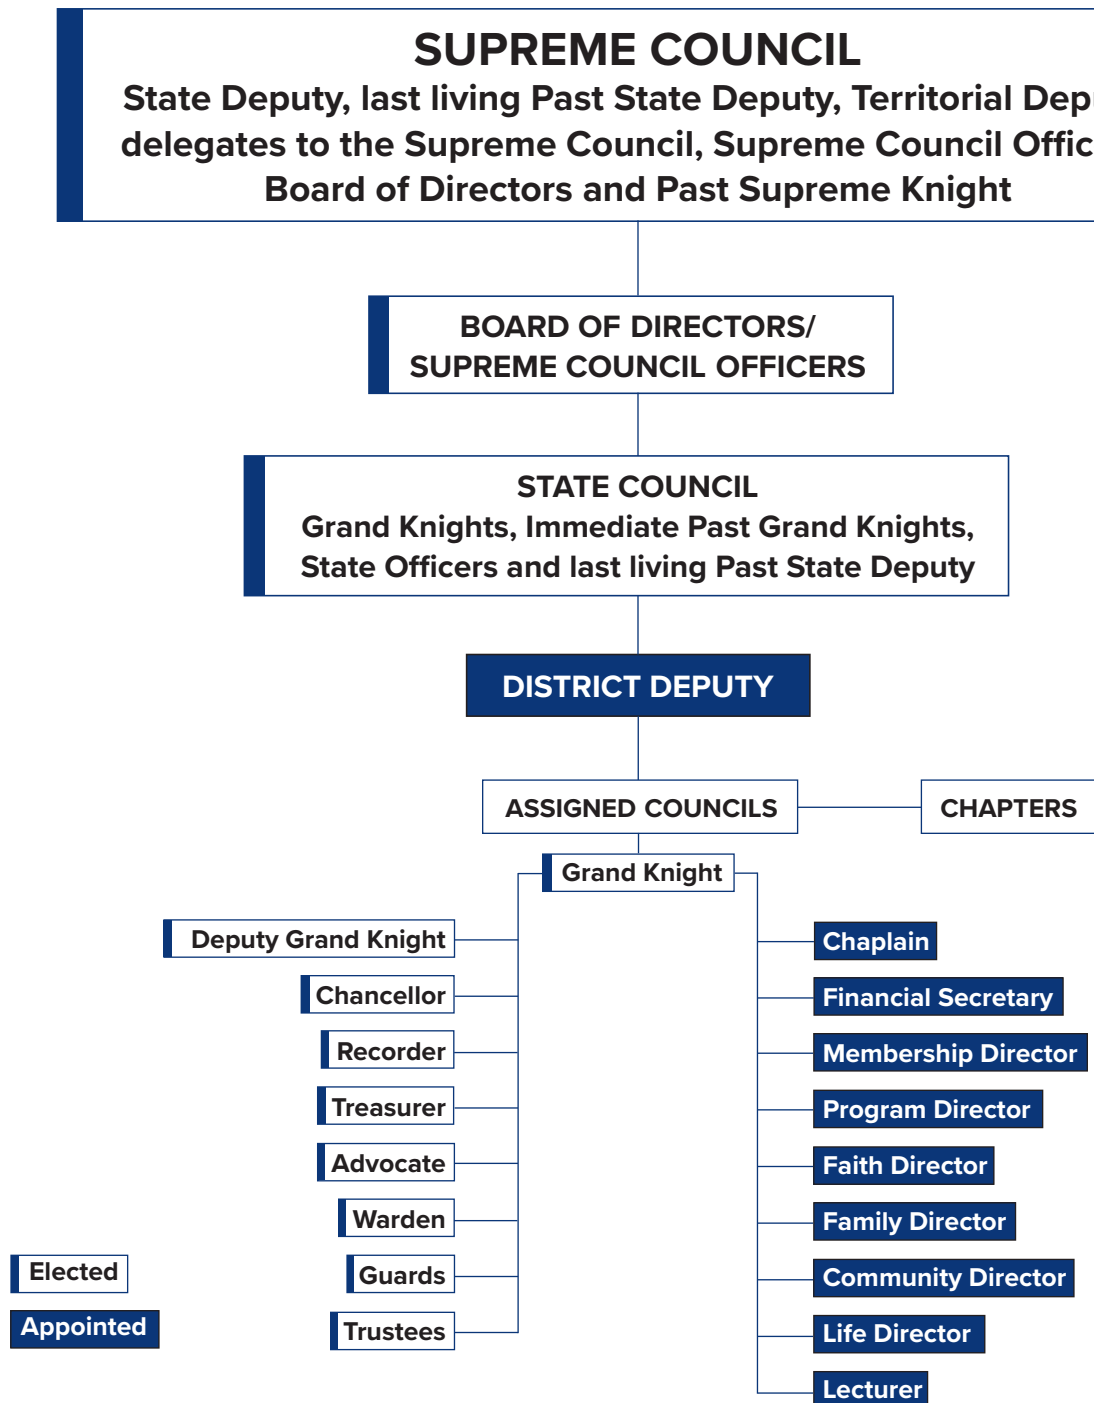 SUPREME COUNCIL
State Deputy, last living Past State Deputy, Territorial
delegates to the Supreme Council, Supreme Council
Board of Directors and Past Supreme Knight
BOARD OF DIRECTORS/
SUPREME COUNCIL OFFICERS
STATE COUNCIL
Grand Knights, Immediate Past Grand Knights,
State Officers and last living Past State Deputy
DISTRICT DEPUTY
ASSIGNED COUNCILS
CHAPTERS
Grand Knight
Deputy Grand Knight
Chancellor
Recorder
Treasurer
Advocate
Warden
Guards
Trustees
Chaplain
Financial Secretary
Membership Director
Program Director
Faith Director
Family Director
Community Director
Life Director
Lecturer
Elected
Appointed